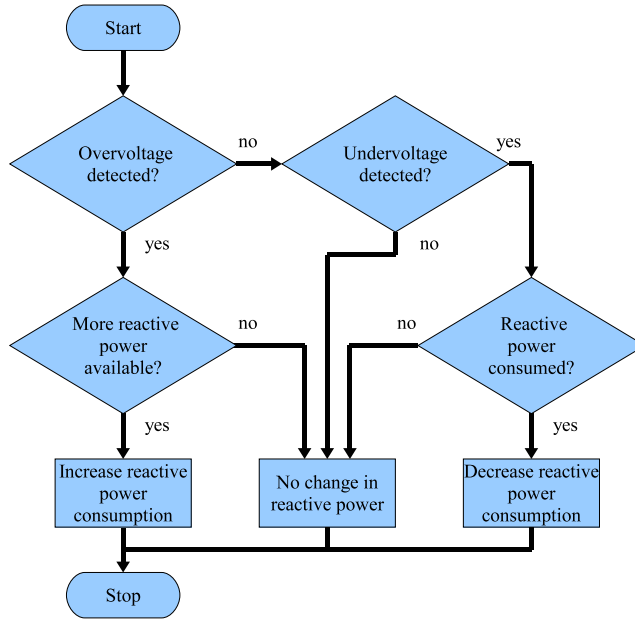 Start
Overvoltage
detected?
no
Undervoltage
detected?
yes
yes
no
More reactive
power
available?
no
no
Reactive
power
consumed?
yes
yes
Increase reactive
power
consumption
No change in
reactive power
Decrease reactive
power
consumption
Stop